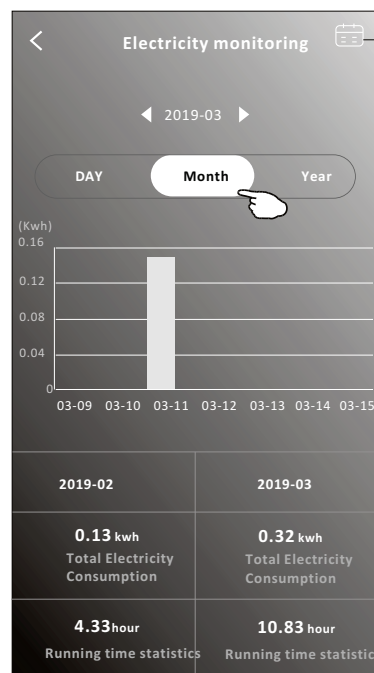 Electricity monitoring
2019-03
DAY Month Year
(Kwh)
0.16
0.12
0.08
0.04
0
03-09 03-10 03-11 03-12 03-13 03-14 03-15
2019-02 2019-03
0.13 kwh 0.32 kwh
Total Electricity Total Electricity
Consumption Consumption
4.33hour 10.83 hour
Running time statistics Running time statistic